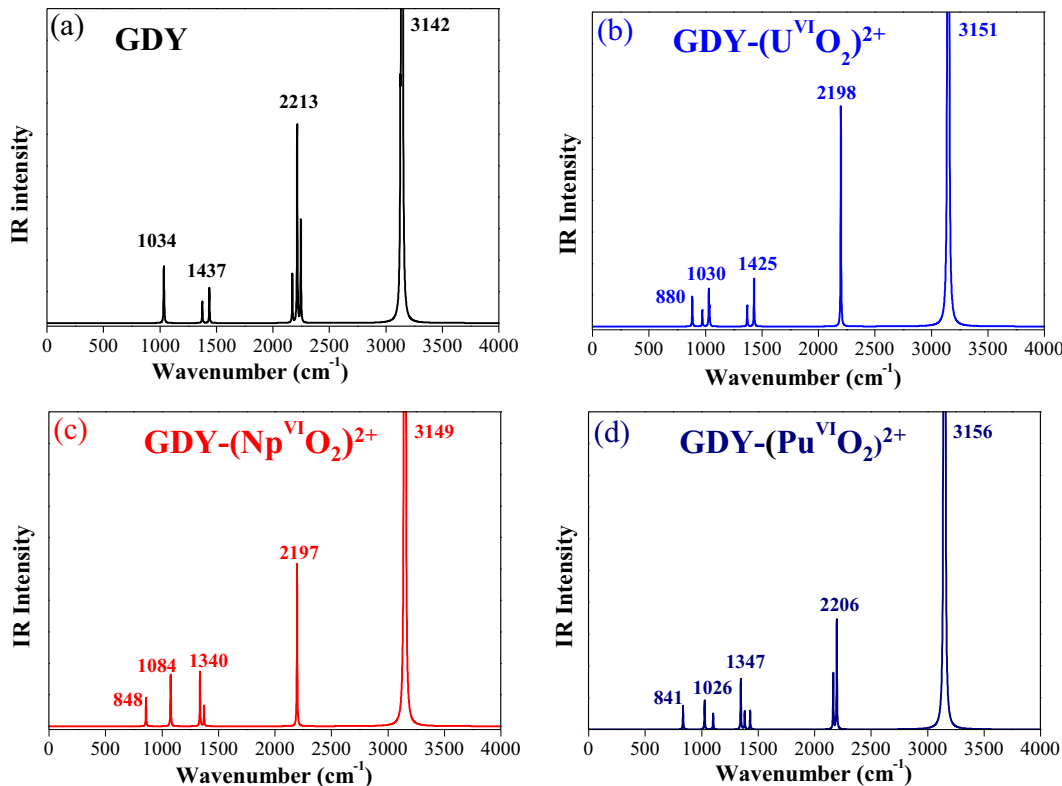 (a)
GDY
3142
2213
1034
1437
IR intensity
0 500 1000 1500 2000 2500 3000 3500 4000
Wavenumber (cm⁻¹)
(b)
GDY-(UⱽᴵO₂)²⁺
3151
2198
880
1030
1425
IR Intensity
0 500 1000 1500 2000 2500 3000 3500 4000
Wavenumber (cm⁻¹)
(c)
GDY-(NpⱽᴵO₂)²⁺
3149
2197
848
1084
1340
IR Intensity
0 500 1000 1500 2000 2500 3000 3500 4000
Wavenumber (cm⁻¹)
(d)
GDY-(PuⱽᴵO₂)²⁺
3156
2206
841
1026
1347
IR Intensity
0 500 1000 1500 2000 2500 3000 3500 4000
Wavenumber (cm⁻¹)